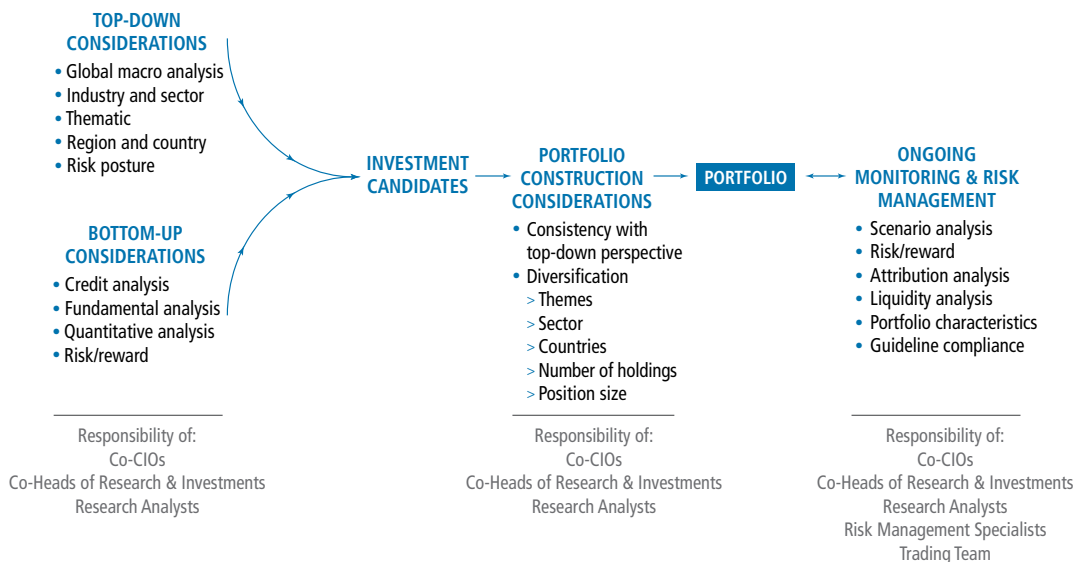 TOP-DOWN
CONSIDERATIONS
• Global macro analysis
• Industry and sector
• Thematic
• Region and country
• Risk posture
BOTTOM-UP
CONSIDERATIONS
• Credit analysis
• Fundamental analysis
• Quantitative analysis
• Risk/reward
Responsibility of:
Co-CIOs
Co-Heads of Research & Investments
Research Analysts
INVESTMENT
CANDIDATES
PORTFOLIO
CONSTRUCTION
CONSIDERATIONS
• Consistency with
top-down perspective
• Diversification
> Themes
> Sector
> Countries
> Number of holdings
> Position size
Responsibility of:
Co-CIOs
Co-Heads of Research & Investments
Research Analysts
PORTFOLIO
ONGOING
MONITORING & RISK
MANAGEMENT
• Scenario analysis
• Risk/reward
• Attribution analysis
• Liquidity analysis
• Portfolio characteristics
• Guideline compliance
Responsibility of:
Co-CIOs
Co-Heads of Research & Investments
Research Analysts
Risk Management Specialists
Trading Team